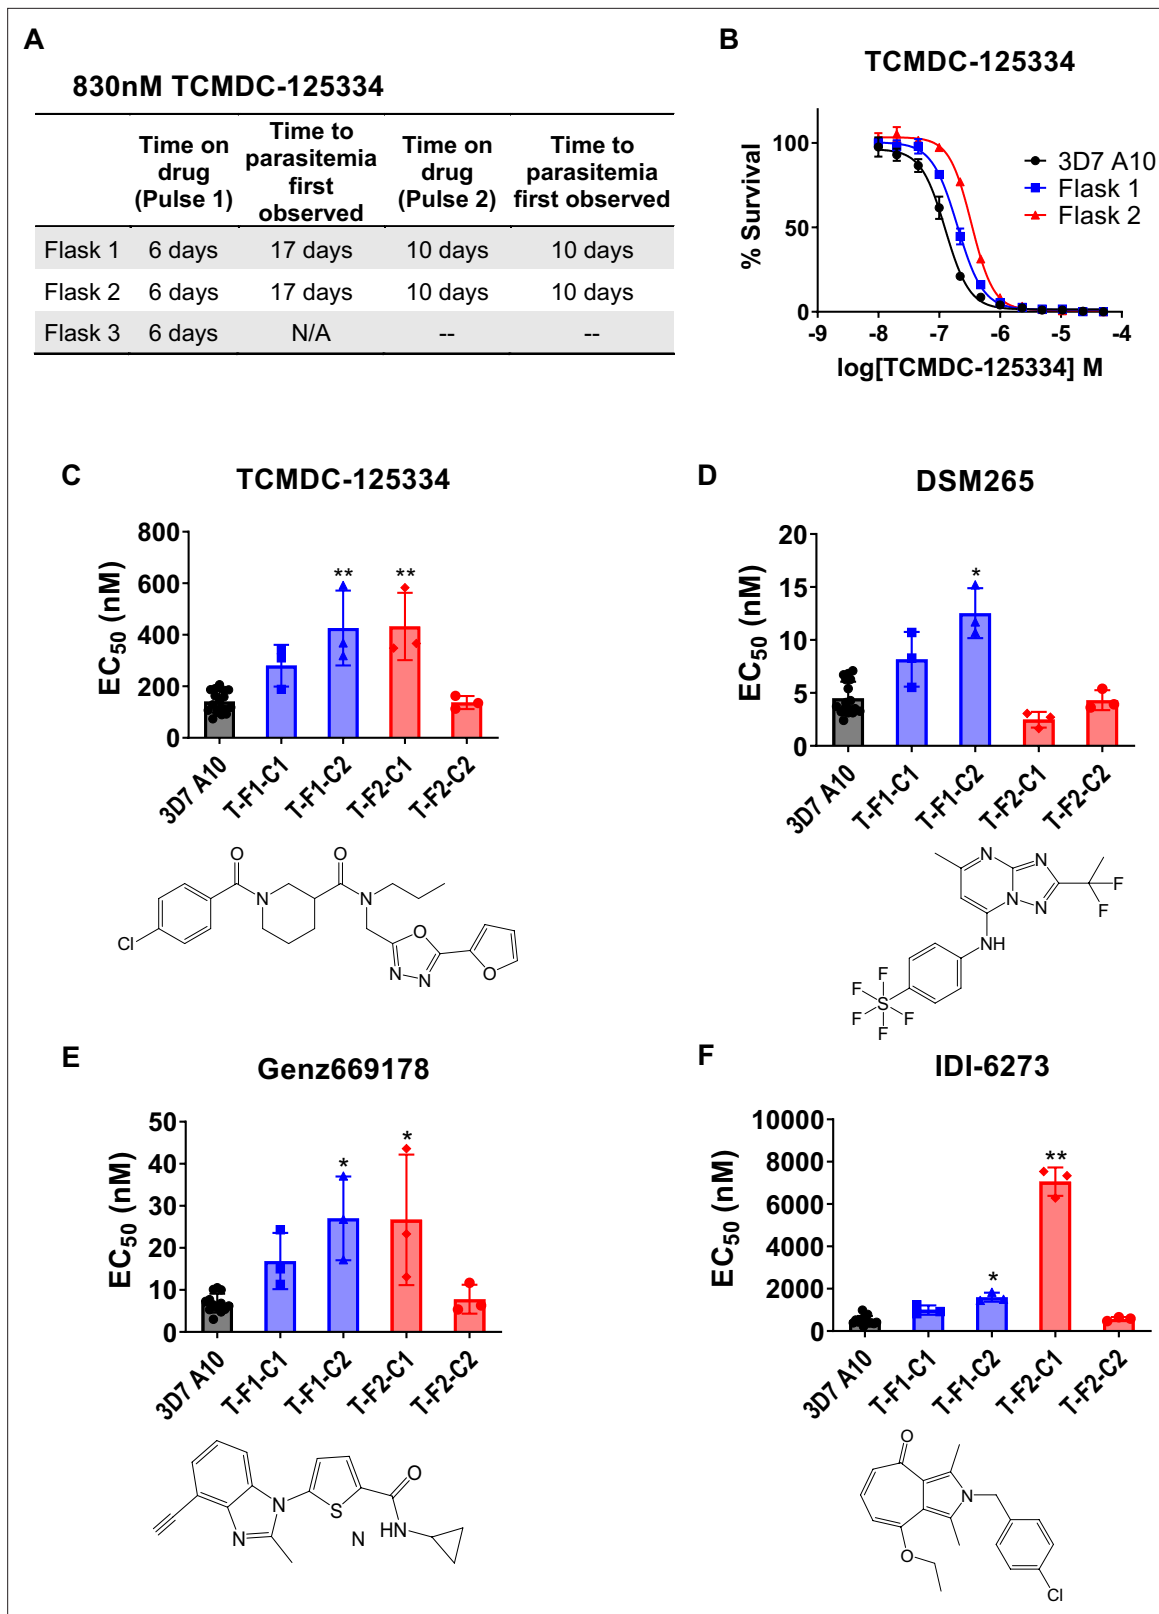 A
830nM TCMDC-125334
Time on drug (Pulse 1)
Time to parasitemia first observed
Time on drug (Pulse 2)
Time to parasitemia first observed
Flask 1 6 days 17 days 10 days 10 days
Flask 2 6 days 17 days 10 days 10 days
Flask 3 6 days N/A -- --
B
TCMDC-125334
% Survival
100
50
0
-9 -8 -7 -6 -5 -4
log[TCMDC-125334] M
3D7 A10
Flask 1
Flask 2
C
TCMDC-125334
EC50 (nM)
800
600
400
200
0
** **
3D7 A10 T-F1-C1 T-F1-C2 T-F2-C1 T-F2-C2
O O
N N
Cl
O
N N
O
D
DSM265
EC50 (nM)
20
15
10
5
0
*
3D7 A10 T-F1-C1 T-F1-C2 T-F2-C1 T-F2-C2
N N
N N
F
F
NH
F F
F S
F F
E
Genz669178
EC50 (nM)
50
40
30
20
10
0
* *
3D7 A10 T-F1-C1 T-F1-C2 T-F2-C1 T-F2-C2
O
N S
N N HN
F
IDI-6273
EC50 (nM)
10000
8000
6000
4000
2000
0
* **
3D7 A10 T-F1-C1 T-F1-C2 T-F2-C1 T-F2-C2
O
N
O
Cl